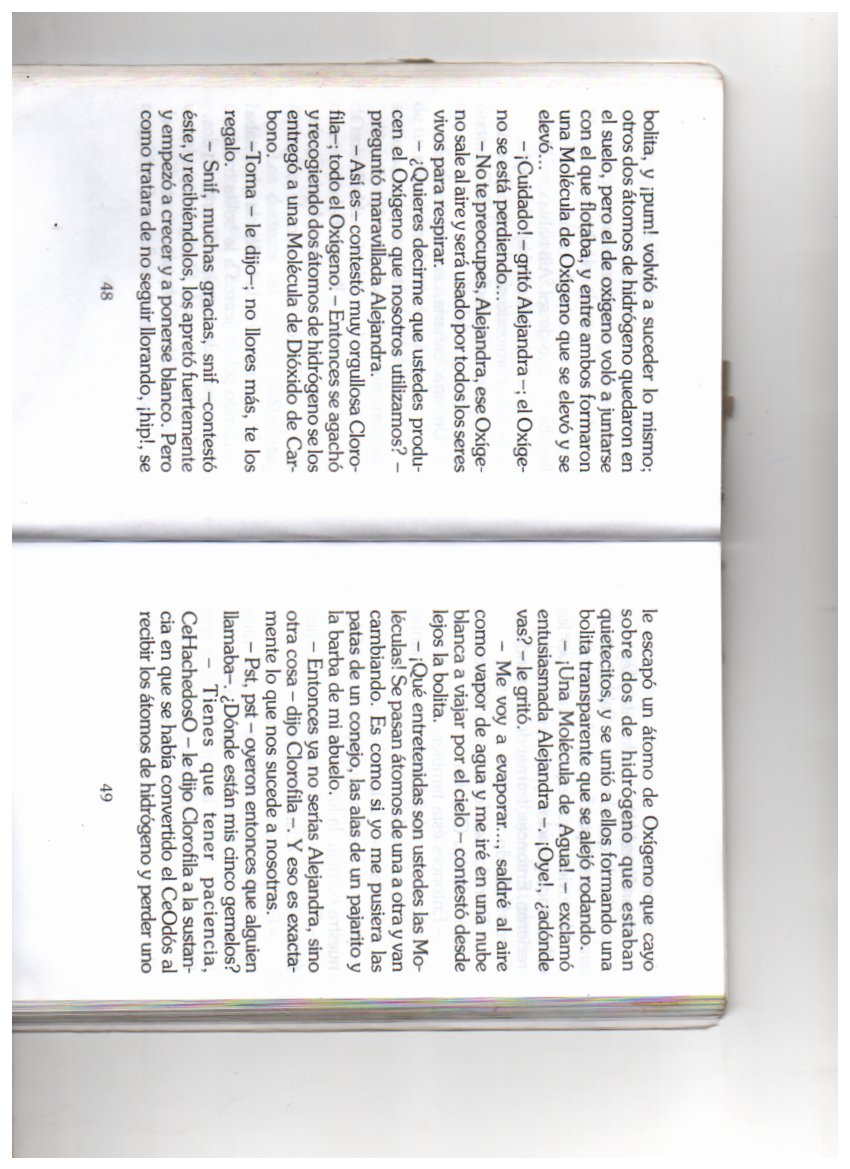 bolita, y ¡pum! volvió a suceder lo mismo;
otros dos átomos de hidrógeno quedaron en
el suelo, pero el de oxígeno voló a juntarse
con el que flotaba, y entre ambos formaron
una Molécula de Oxígeno que se elevó y se
elevó...
– ¡Cuidado! – gritó Alejandra –; el Oxíge-
no se está perdiendo...
– No te preocupes, Alejandra, ese Oxíge-
no sale al aire y será usado por todos los seres
vivos para respirar.
– ¿Quieres decirme que ustedes produ-
cen el Oxígeno que nosotros utilizamos? –
preguntó maravillada Alejandra.
– Así es – contestó muy orgullosa Cloro-
fila–; todo el Oxígeno. – Entonces se agachó
y recogiendo dos átomos de hidrógeno se los
entregó a una Molécula de Dióxido de Car-
bono.
–Toma – le dijo–; no llores más, te los
regalo.
– Snif, muchas gracias, snif –contestó
éste, y recibiéndolos, los apretó fuertemente
y empezó a crecer y a ponerse blanco. Pero
como tratara de no seguir llorando, ¡hip!, se
48
le escapó un átomo de Oxígeno que cayó
sobre dos de hidrógeno que estaban
quietecitos, y se unió a ellos formando una
bolita transparente que se alejó rodando.
– ¡Una Molécula de Agua! – exclamó
entusiasmada Alejandra –. ¡Oye!, ¿adónde
vas? – le gritó.
– Me voy a evaporar..., saldré al aire
como vapor de agua y me iré en una nube
blanca a viajar por el cielo – contestó desde
lejos la bolita.
– ¡Qué entretenidas son ustedes las Mo-
léculas! Se pasan átomos de una a otra y van
cambiando. Es como si yo me pusiera las
patas de un conejo, las alas de un pajarito y
la barba de mi abuelo.
– Entonces ya no serías Alejandra, sino
otra cosa – dijo Clorofila –. Y eso es exacta-
mente lo que nos sucede a nosotras.
– Pst, pst – oyeron entonces que alguien
llamaba–. ¿Dónde están mis cinco gemelos?
– Tienes que tener paciencia,
CeHachedosO – le dijo Clorofila a la sustan-
cia en que se había convertido el CeOdós al
recibir los átomos de hidrógeno y perder uno
49